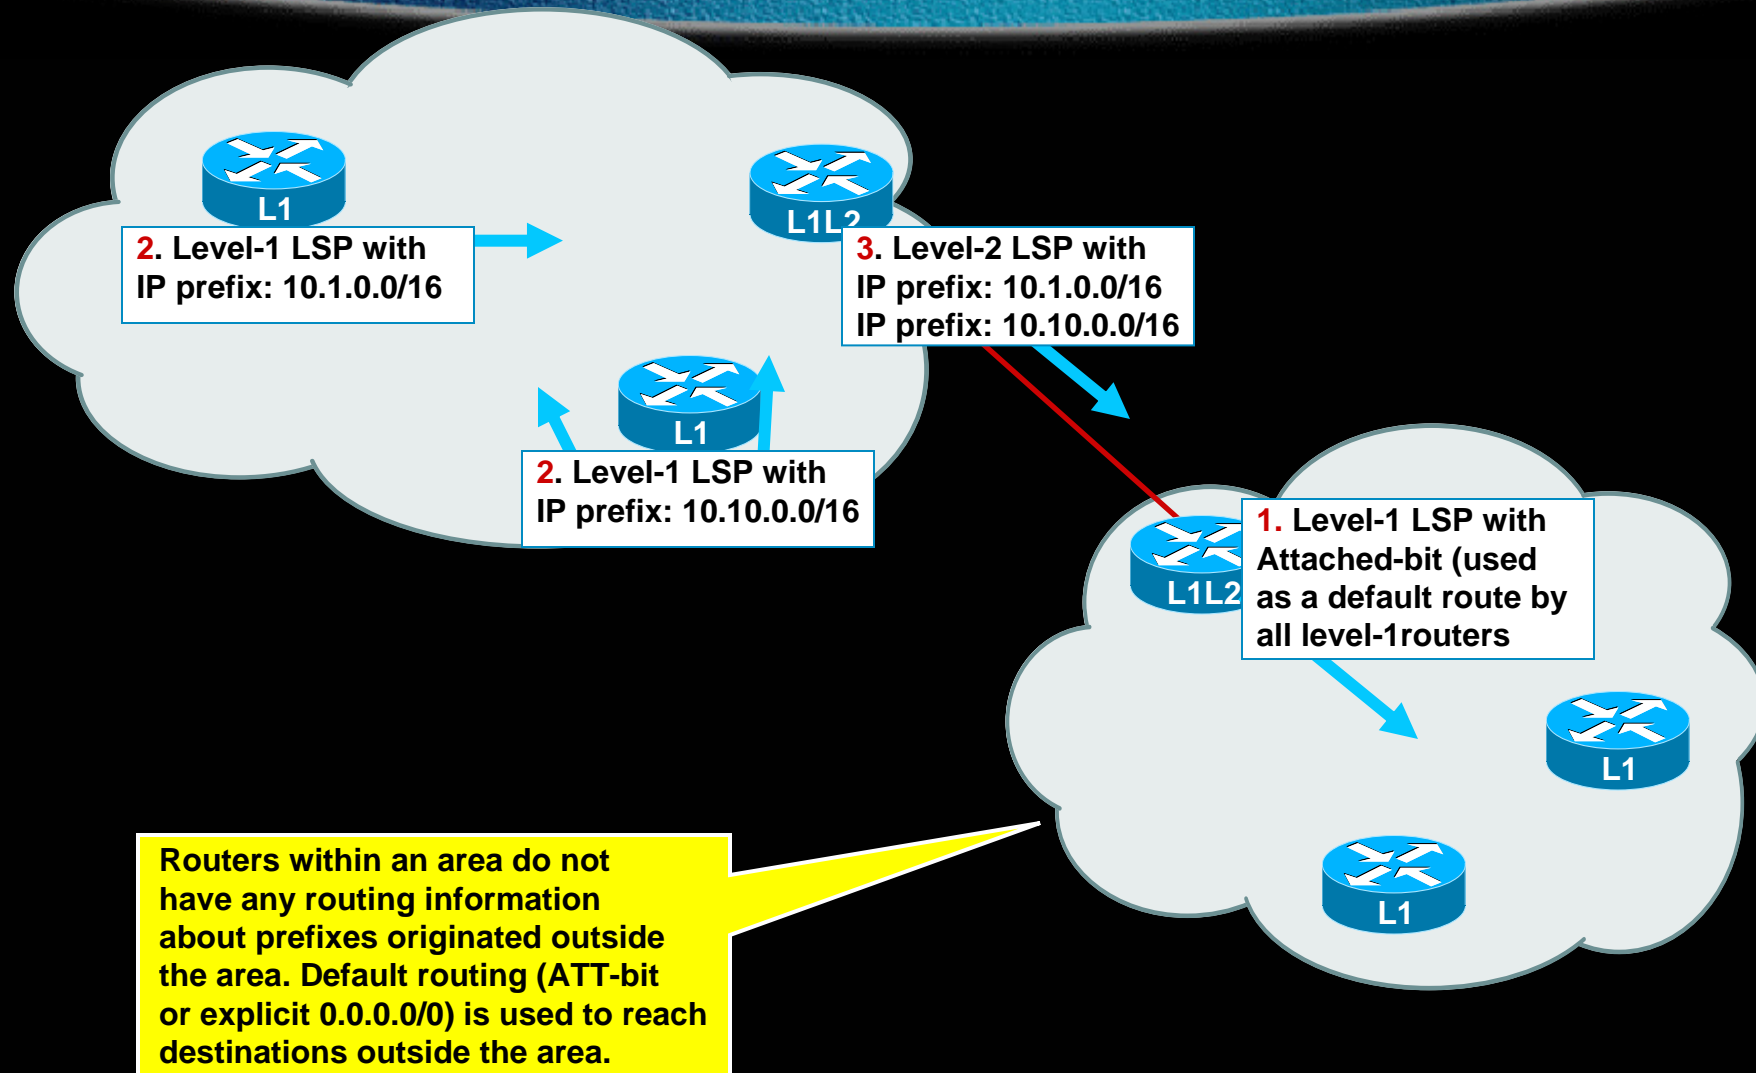 L1
L1L2
2. Level-1 LSP with
IP prefix: 10.1.0.0/16
3. Level-2 LSP with
IP prefix: 10.1.0.0/16
IP prefix: 10.10.0.0/16
L1
2. Level-1 LSP with
IP prefix: 10.10.0.0/16
L1L2
1. Level-1 LSP with
Attached-bit (used
as a default route by
all level-1routers
L1
L1
Routers within an area do not
have any routing information
about prefixes originated outside
the area. Default routing (ATT-bit
or explicit 0.0.0.0/0) is used to reach
destinations outside the area.